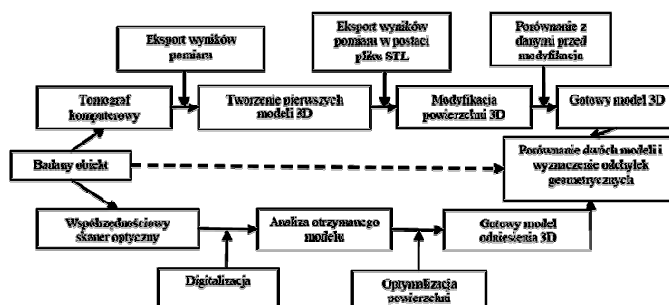 Eksport wyników
pomiaru
Eksport wyników
pomiaru w postaci
pliku STL
Porównanie z
danymi przed
modyfikacją
Tomograf
komputerowy
Tworzenie pierwszych
modeli 3D
Modyfikacja
powierzchni 3D
Gotowy model 3D
Badany obiekt
Porównanie dwóch modeli i
wyznaczenie odchyłek
geometrycznych
Współrzędnościowy
skaner optyczny
Analiza otrzymanego
modelu
Gotowy model
odniesienia 3D
Digitalizacja
Optymalizacja
powierzchni